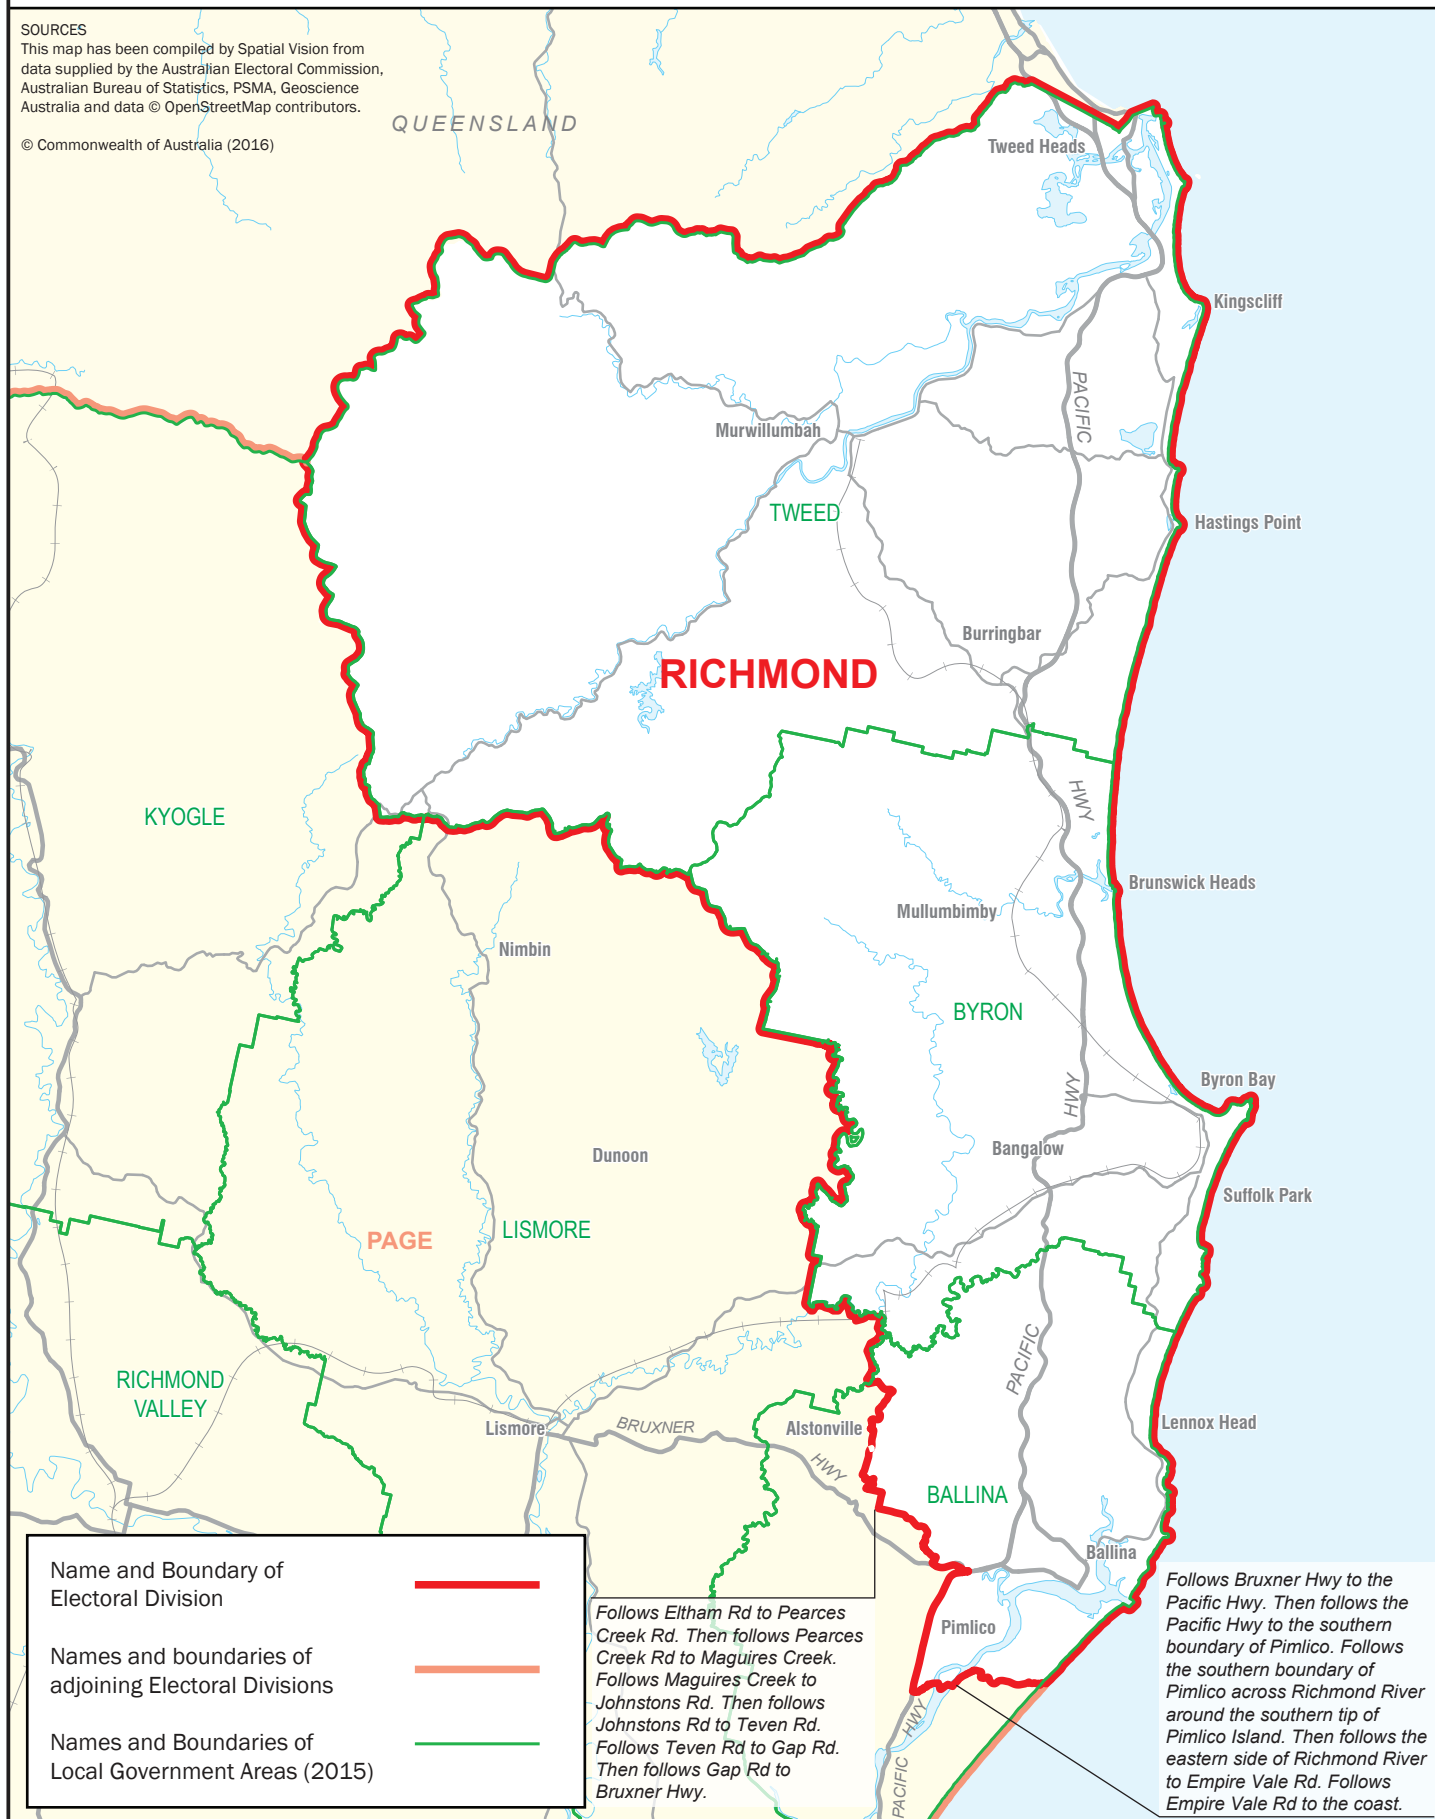 SOURCES
This map has been compiled by Spatial Vision from
data supplied by the Australian Electoral Commission,
Australian Bureau of Statistics, PSMA, Geoscience
Australia and data © OpenStreetMap contributors.
© Commonwealth of Australia (2016)
QUEENSLAND
Tweed Heads
Kingscliff
PACIFIC
Murwillumbah
TWEED
Hastings Point
Burringbar
RICHMOND
HWY
KYOGLE
Brunswick Heads
Mullumbimby
Nimbin
BYRON
Byron Bay
HWY
Bangalow
Dunoon
Suffolk Park
LISMORE
PAGE
PACIFIC
RICHMOND
VALLEY
Lismore
BRUXNER
Alstonville
Lennox Head
HWY
BALLINA
Ballina
Pimlico
HWY
PACIFIC
Name and Boundary of
Electoral Division
Names and boundaries of
adjoining Electoral Divisions
Names and Boundaries of
Local Government Areas (2015)
Follows Eltham Rd to Pearces
Creek Rd. Then follows Pearces
Creek Rd to Maguires Creek.
Follows Maguires Creek to
Johnstons Rd. Then follows
Johnstons Rd to Teven Rd.
Follows Teven Rd to Gap Rd.
Then follows Gap Rd to
Bruxner Hwy.
Follows Bruxner Hwy to the
Pacific Hwy. Then follows the
Pacific Hwy to the southern
boundary of Pimlico. Follows
the southern boundary of
Pimlico across Richmond River
around the southern tip of
Pimlico Island. Then follows the
eastern side of Richmond River
to Empire Vale Rd. Follows
Empire Vale Rd to the coast.